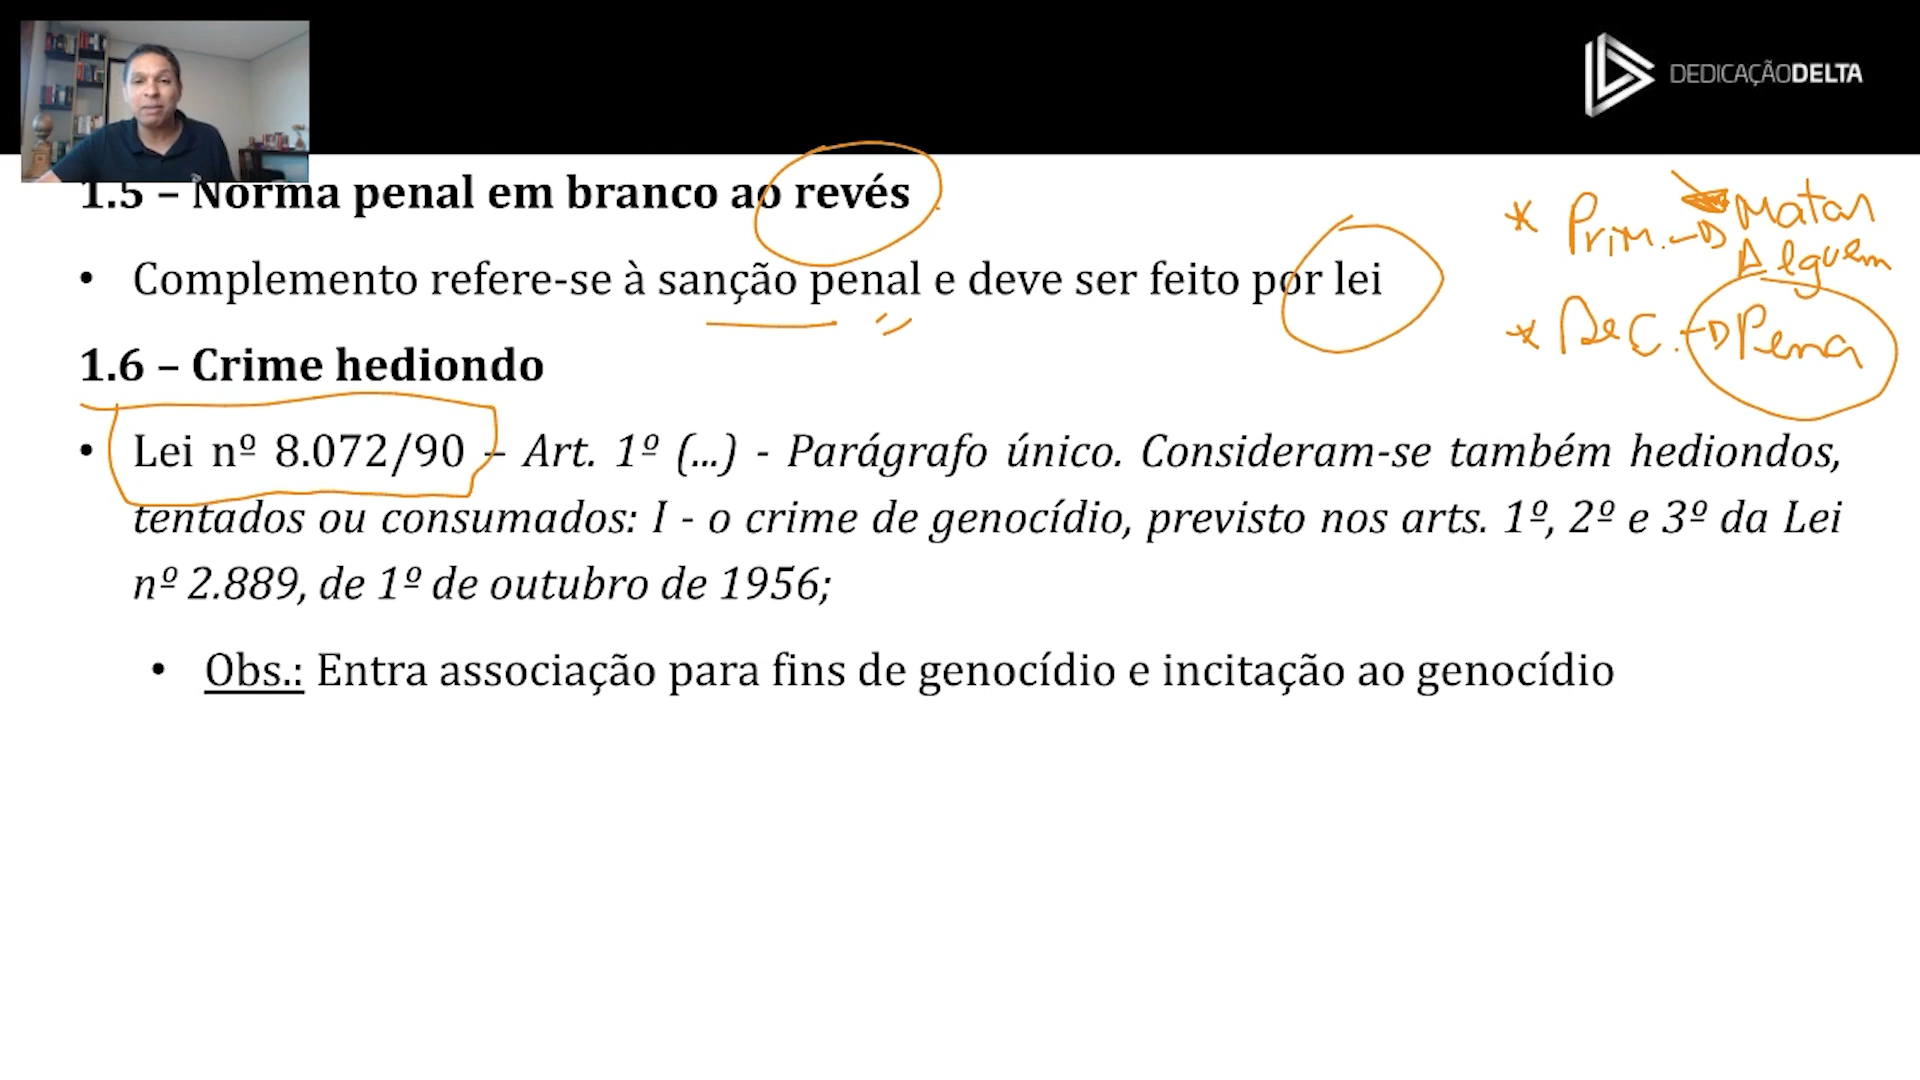 DEDICAÇÃODELTA
1.5 – Norma penal em branco ao revés
• Complemento refere-se à sanção penal e deve ser feito por lei
* Prim. → Matar
Alguém
* Sec. → Pena
1.6 – Crime hediondo
• Lei nº 8.072/90 – Art. 1º (...) - Parágrafo único. Consideram-se também hediondos,
tentados ou consumados: I - o crime de genocídio, previsto nos arts. 1º, 2º e 3º da Lei
nº 2.889, de 1º de outubro de 1956;
• Obs.: Entra associação para fins de genocídio e incitação ao genocídio